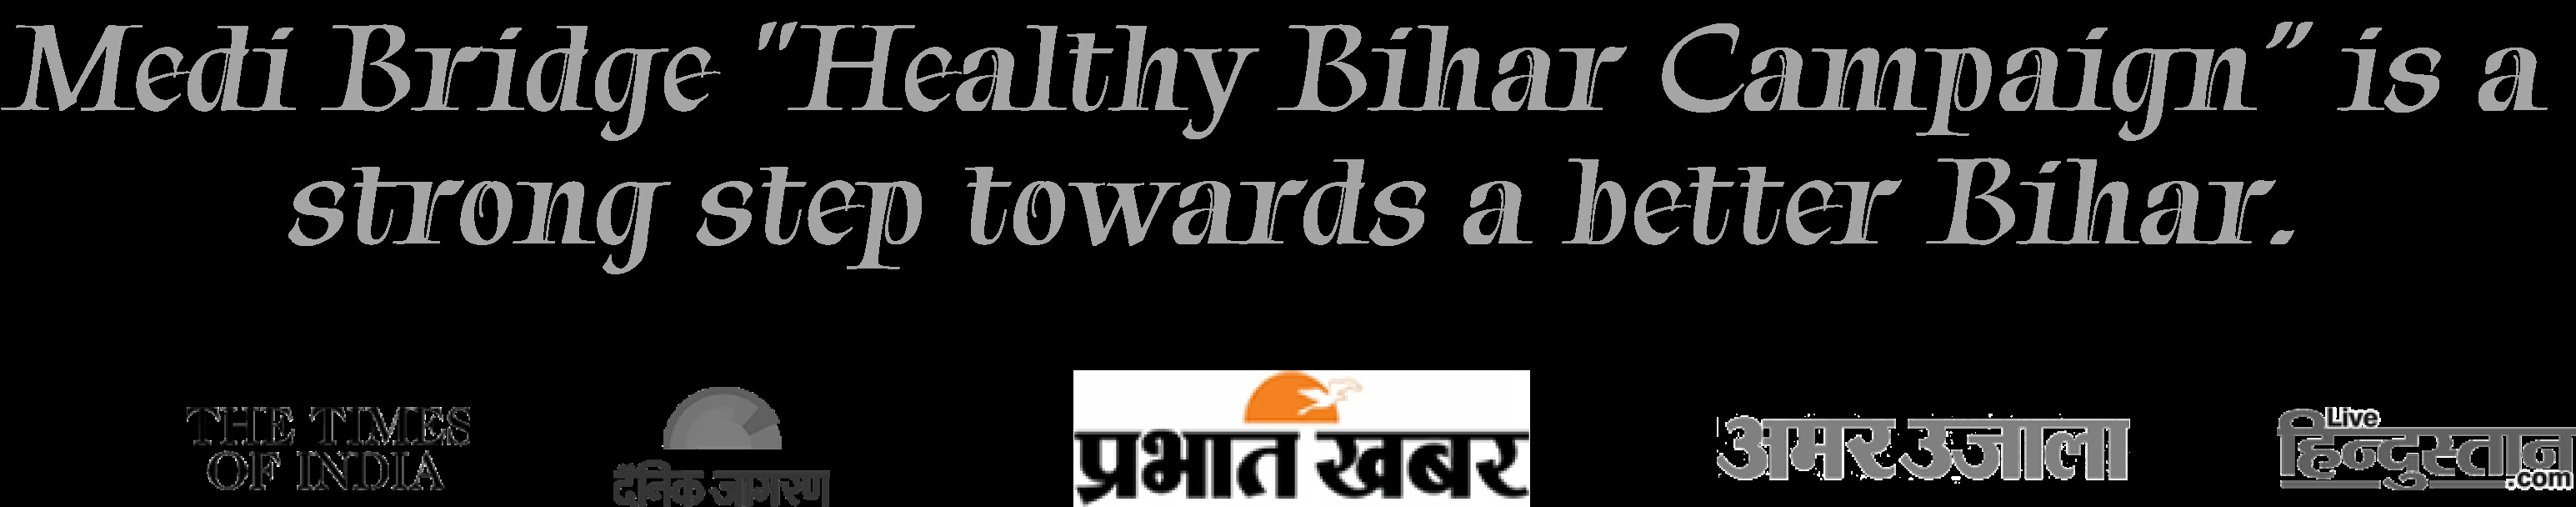 Medi Bridge "Healthy Bihar Campaign" is a
strong step towards a better Bihar.
THE TIMES
OF INDIA
दैनिक जागरण
प्रभात खबर
अमर उजाला
Live
हिन्दुस्तान
.com